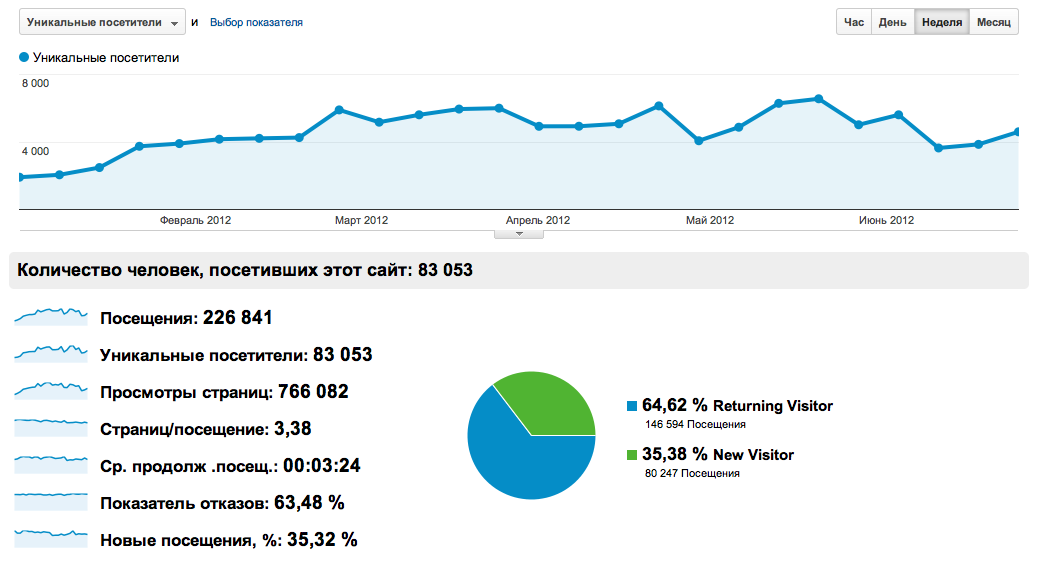 Уникальные посетители и Выбор показателя Час День Неделя Месяц
Уникальные посетители
8 000
4 000
Февраль 2012 Март 2012 Апрель 2012 Май 2012 Июнь 2012
Количество человек, посетивших этот сайт: 83 053
Посещения: 226 841
Уникальные посетители: 83 053
Просмотры страниц: 766 082
Страниц/посещение: 3,38
Ср. продолж .посещ.: 00:03:24
Показатель отказов: 63,48 %
Новые посещения, %: 35,32 %
64,62 % Returning Visitor
146 594 Посещения
35,38 % New Visitor
80 247 Посещения